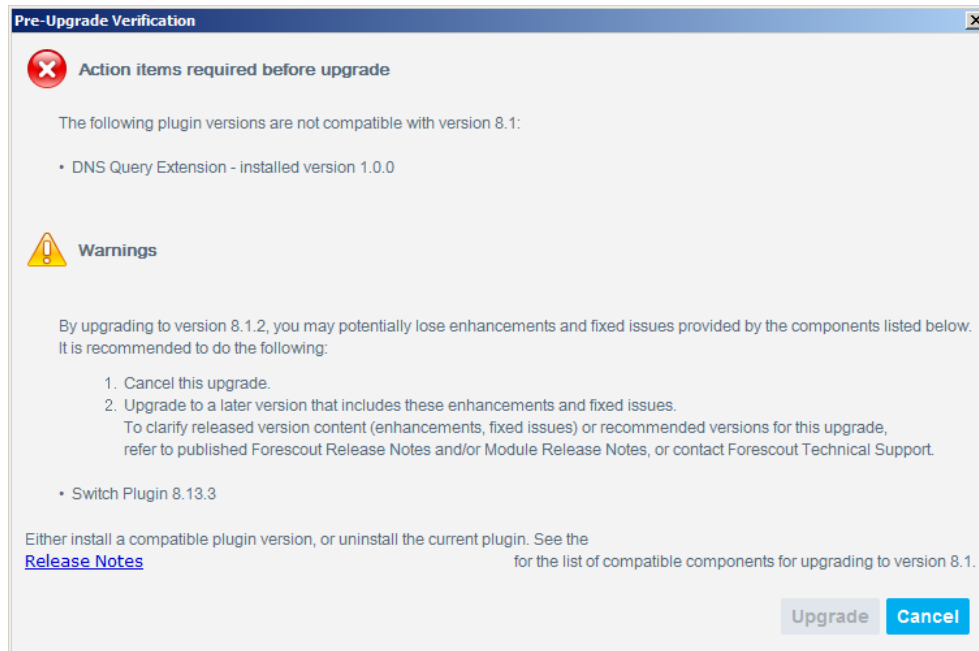 Pre-Upgrade Verification
Action items required before upgrade
The following plugin versions are not compatible with version 8.1:
• DNS Query Extension - installed version 1.0.0
Warnings
By upgrading to version 8.1.2, you may potentially lose enhancements and fixed issues provided by the components listed below.
It is recommended to do the following:
1. Cancel this upgrade.
2. Upgrade to a later version that includes these enhancements and fixed issues.
To clarify released version content (enhancements, fixed issues) or recommended versions for this upgrade,
refer to published Forescout Release Notes and/or Module Release Notes, or contact Forescout Technical Support.
• Switch Plugin 8.13.3
Either install a compatible plugin version, or uninstall the current plugin. See the
Release Notes for the list of compatible components for upgrading to version 8.1.
Upgrade Cancel